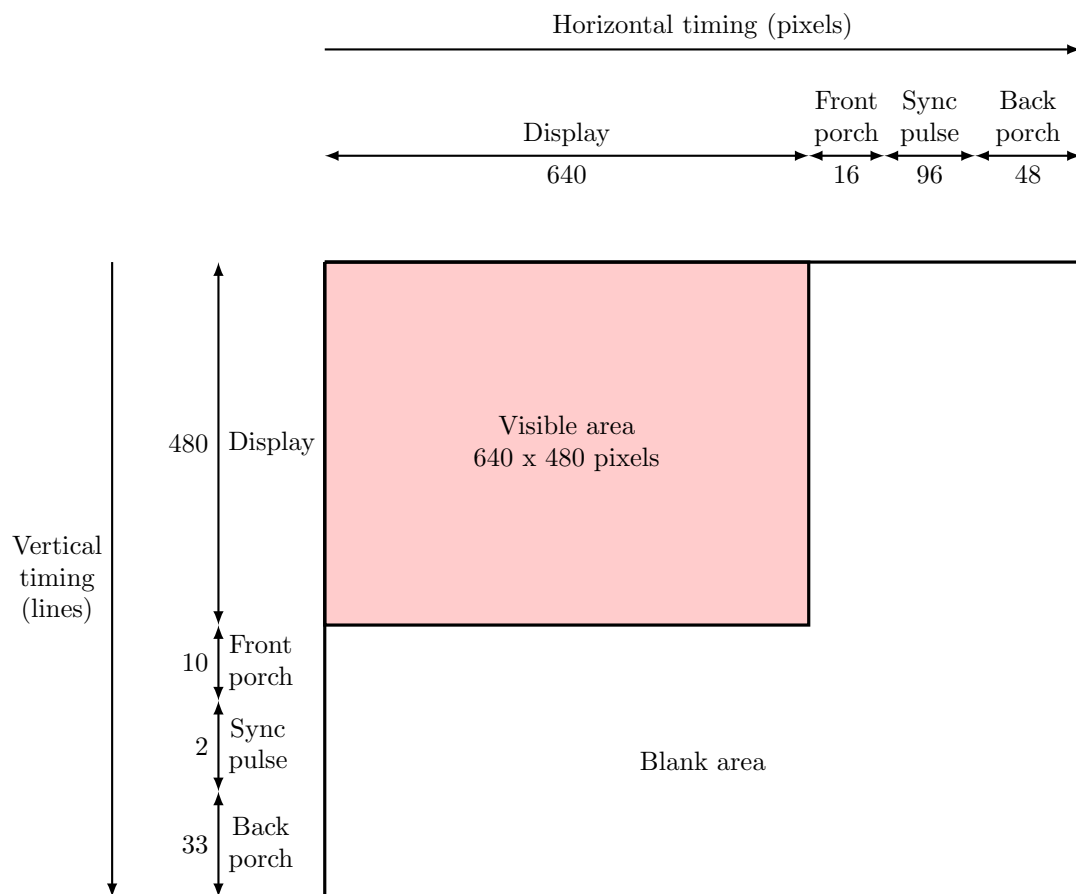 Horizontal timing (pixels)
Front
porch
Sync
pulse
Back
porch
Display
640
16
96
48
Visible area
640 x 480 pixels
480
Display
Vertical
timing
(lines)
10
Front
porch
2
Sync
pulse
Blank area
33
Back
porch